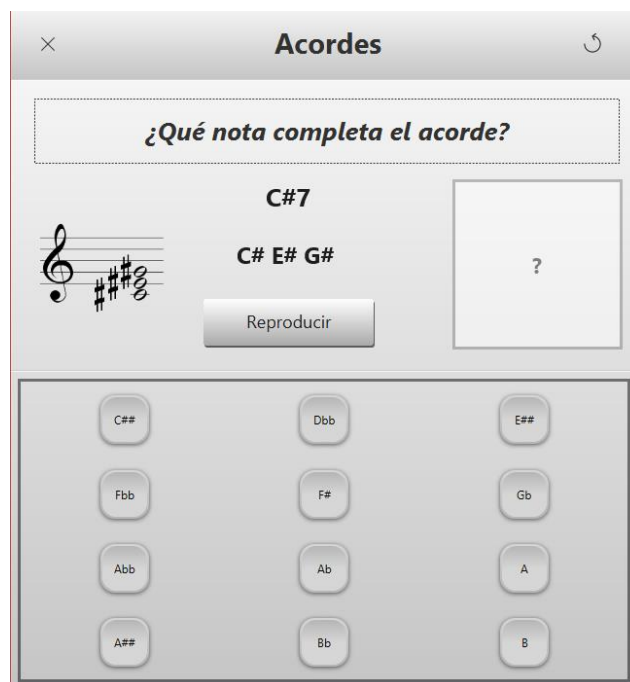 Acordes
¿Qué nota completa el acorde?
C#7
C# E# G#
?
Reproducir
C## Dbb E##
Fbb F# Gb
Abb Ab A
A## Bb B